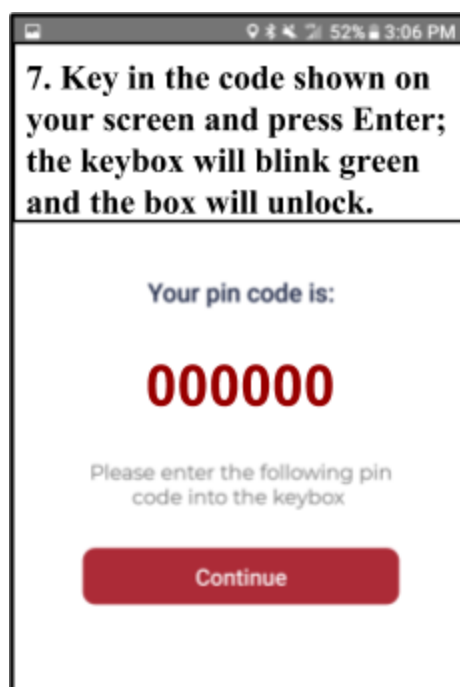 52% 3:06 PM
7. Key in the code shown on
your screen and press Enter;
the keybox will blink green
and the box will unlock.
Your pin code is:
000000
Please enter the following pin
code into the keybox
Continue